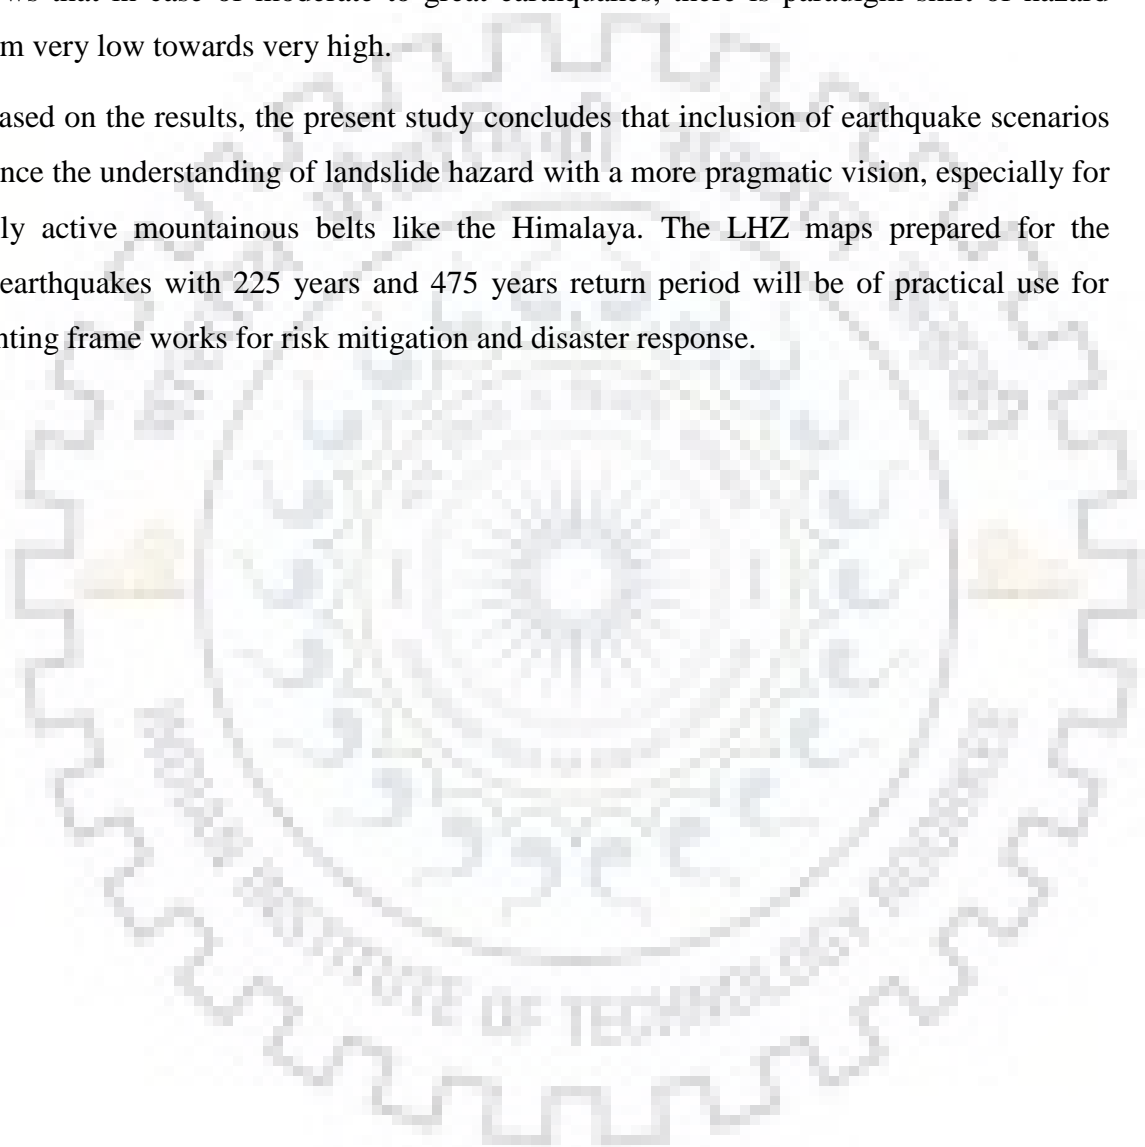 ows that in case of moderate to great earthquakes, there is paradigm shift of hazard
m very low towards very high.
ased on the results, the present study concludes that inclusion of earthquake scenarios
nce the understanding of landslide hazard with a more pragmatic vision, especially for
ly active mountainous belts like the Himalaya. The LHZ maps prepared for the
earthquakes with 225 years and 475 years return period will be of practical use for
nting frame works for risk mitigation and disaster response.
INSTITUTE OF TECHNOLOGY